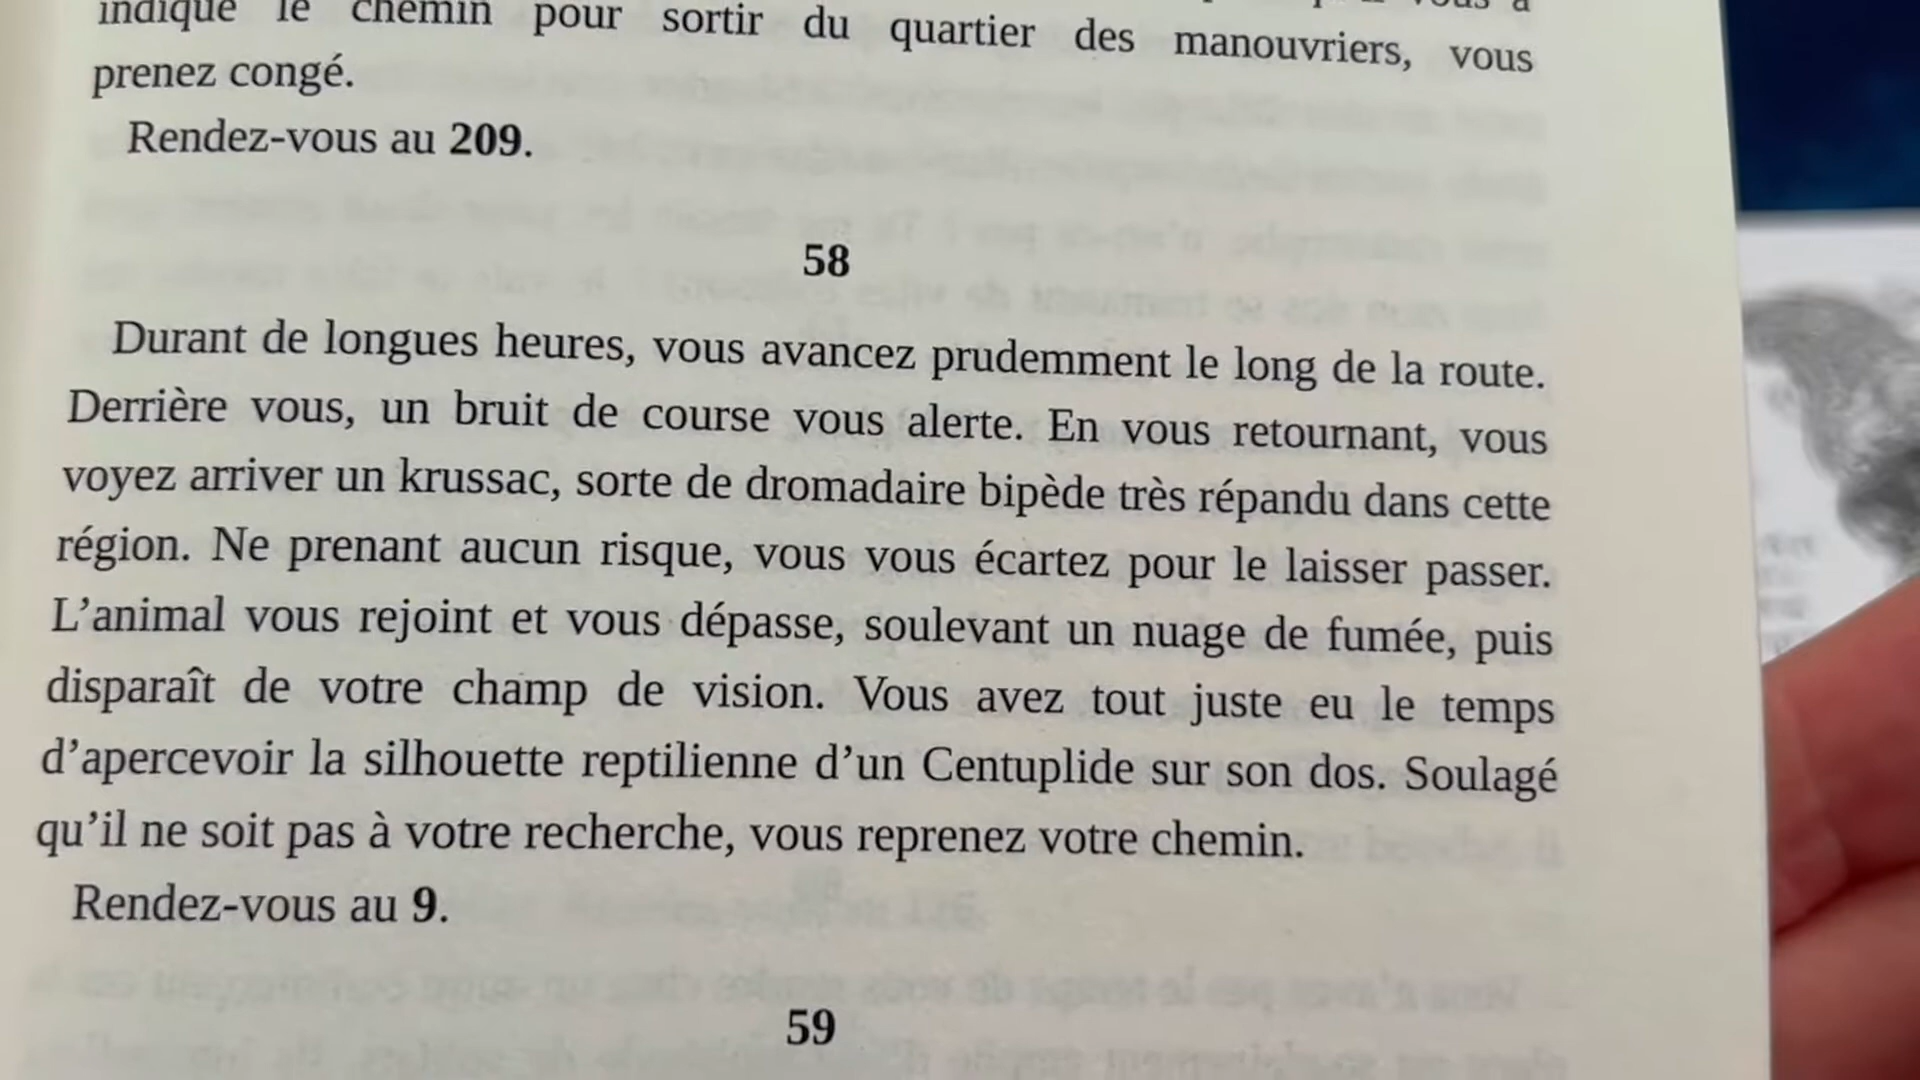 indique le chemin pour sortir du quartier des manouvriers, vous
prenez congé.
Rendez-vous au 209.
58
Durant de longues heures, vous avancez prudemment le long de la route.
Derrière vous, un bruit de course vous alerte. En vous retournant, vous
voyez arriver un krussac, sorte de dromadaire bipède très répandu dans cette
région. Ne prenant aucun risque, vous vous écartez pour le laisser passer.
L’animal vous rejoint et vous dépasse, soulevant un nuage de fumée, puis
disparaît de votre champ de vision. Vous avez tout juste eu le temps
d’apercevoir la silhouette reptilienne d’un Centuplide sur son dos. Soulagé
qu’il ne soit pas à votre recherche, vous reprenez votre chemin.
Rendez-vous au 9.
59